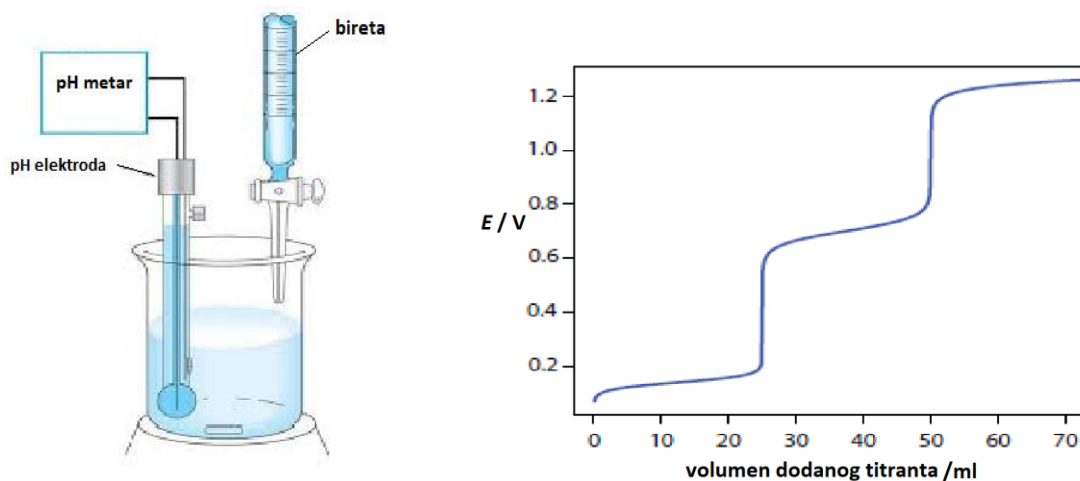 bireta
pH metar
pH elektroda
E / V
1.2
1.0
0.8
0.6
0.4
0.2
0 10 20 30 40 50 60 70
volumen dodanog titranta /ml